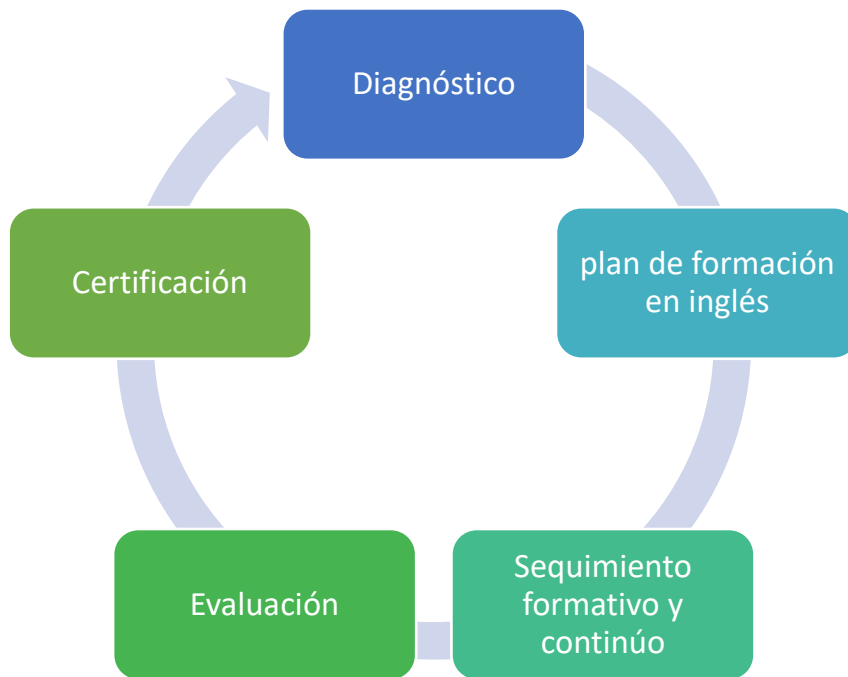 Diagnóstico
plan de formación
en inglés
Sequimiento
formativo y
continúo
Evaluación
Certificación